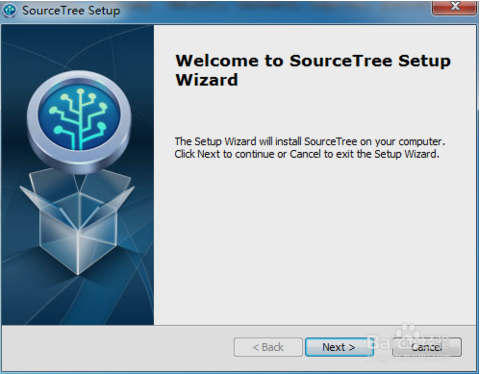 SourceTree Setup
Welcome to SourceTree Setup
Wizard
The Setup Wizard will install SourceTree on your computer.
Click Next to continue or Cancel to exit the Setup Wizard.
< Back
Next >
Cancel